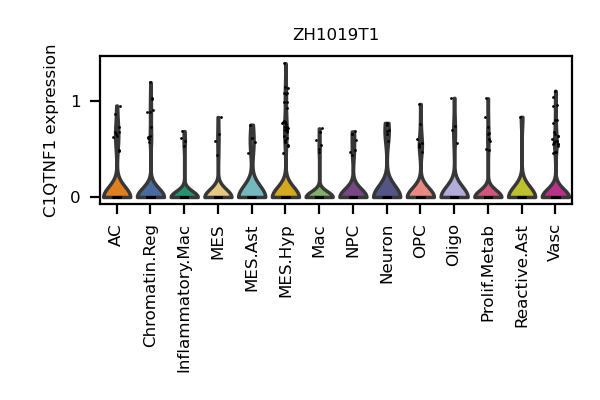 ZH1019T1
C1QTNF1 expression
1
0
AC
Chromatin.Reg
Inflammatory.Mac
MES
MES.Ast
MES.Hyp
Mac
NPC
Neuron
OPC
Oligo
Prolif.Metab
Reactive.Ast
Vasc